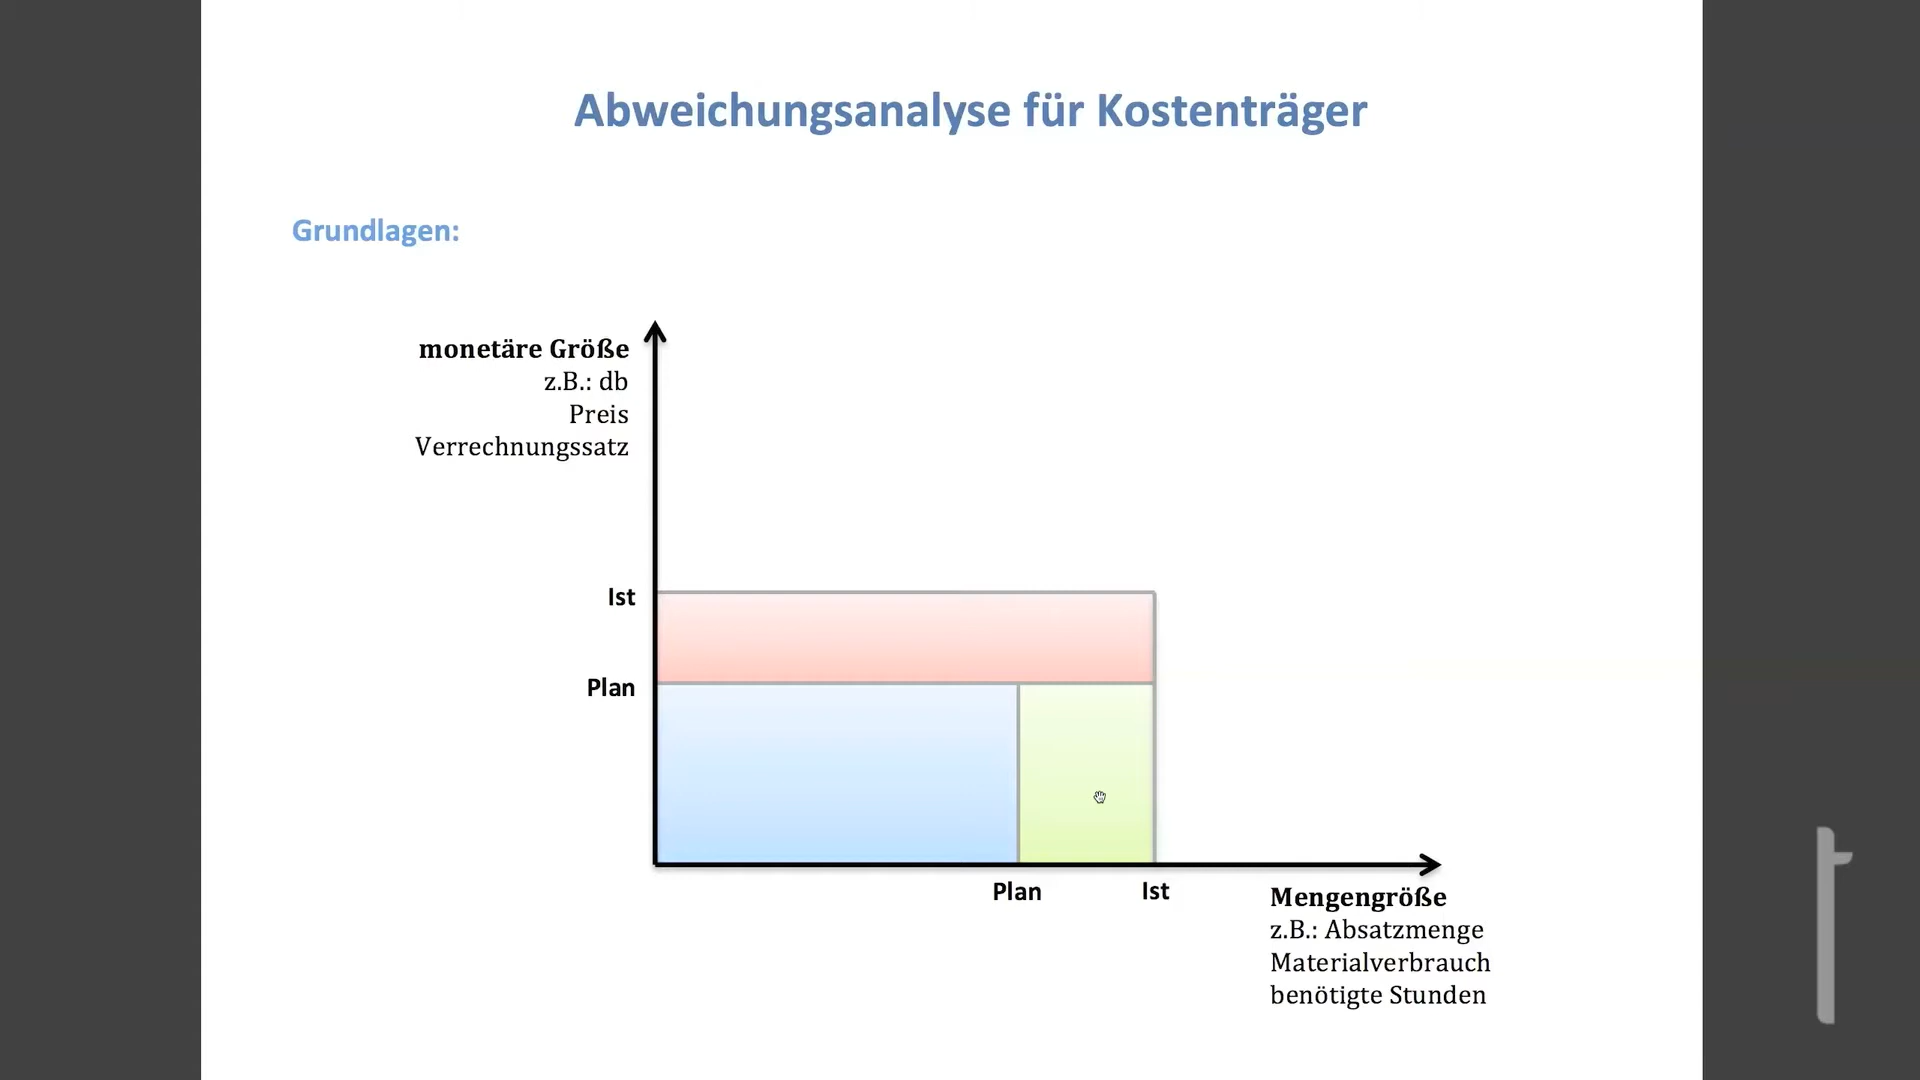 Abweichungsanalyse für Kostenträger
Grundlagen:
monetäre Größe
z.B.: db
Preis
Verrechnungssatz
Ist
Plan
Plan
Ist
Mengengröße
z.B.: Absatzmenge
Materialverbrauch
benötigte Stunden